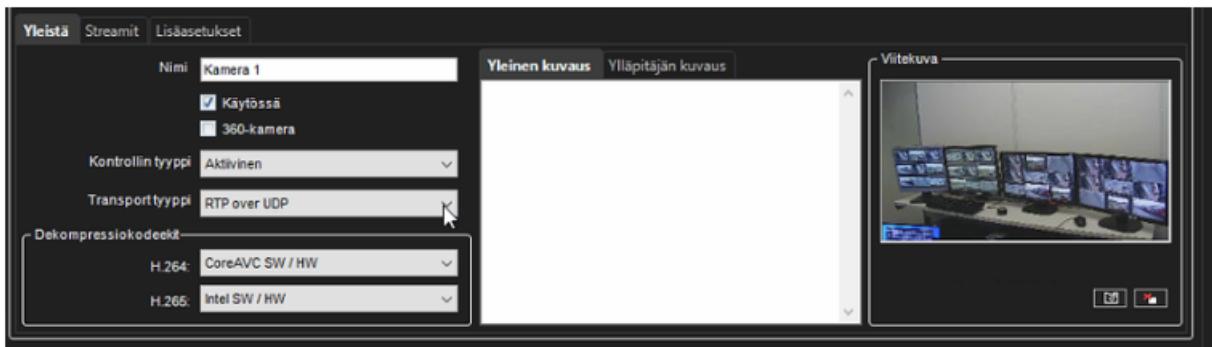 Yleistä Streamit Lisäasetukset
Nimi Kamera 1
Käytössä
360-kamera
Kontrollin tyyppi Aktiivinen
Transport tyyppi RTP over UDP
Dekompressiokodeekit
H.264: CoreAVC SW / HW
H.265: Intel SW / HW
Yleinen kuvaus Ylläpitäjän kuvaus
Viitekuva